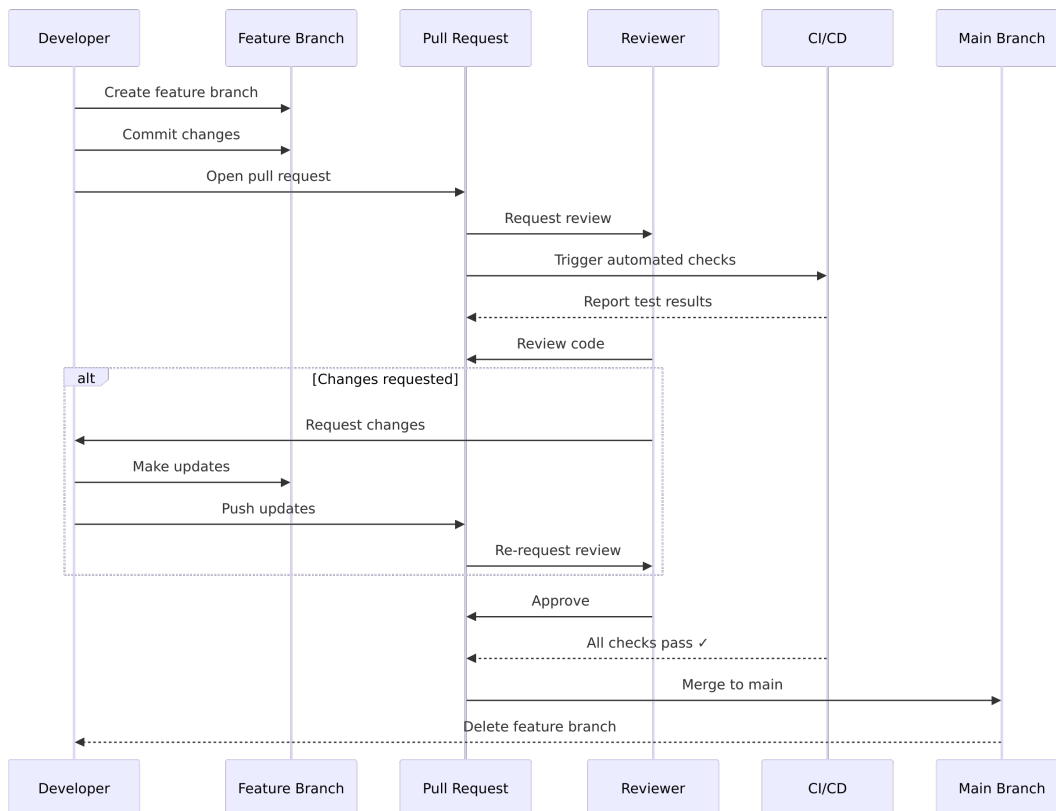 Developer
Feature Branch
Pull Request
Reviewer
CI/CD
Main Branch
Create feature branch
Commit changes
Open pull request
Request review
Trigger automated checks
Report test results
Review code
alt
[Changes requested]
Request changes
Make updates
Push updates
Re-request review
Approve
All checks pass ✓
Merge to main
Delete feature branch
Developer
Feature Branch
Pull Request
Reviewer
CI/CD
Main Branch